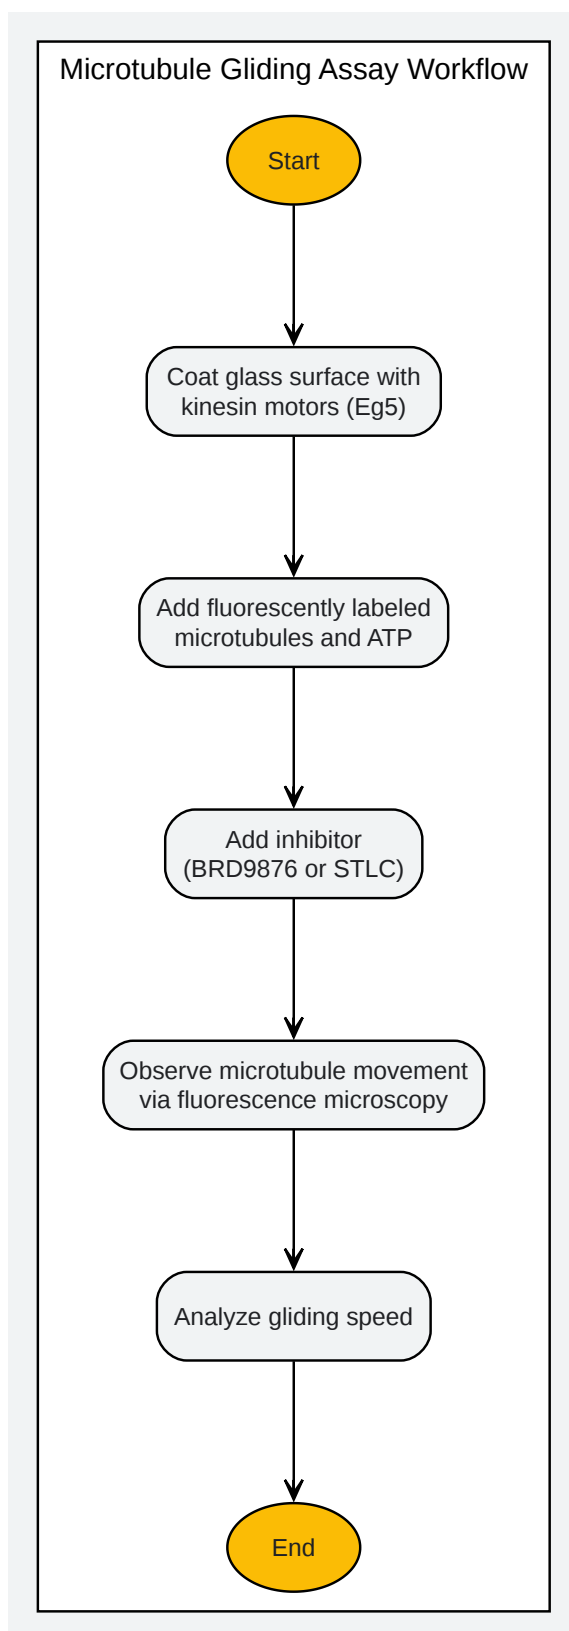 Microtubule Gliding Assay Workflow
Start
Coat glass surface with
kinesin motors (Eg5)
Add fluorescently labeled
microtubules and ATP
Add inhibitor
(BRD9876 or STLC)
Observe microtubule movement
via fluorescence microscopy
Analyze gliding speed
End